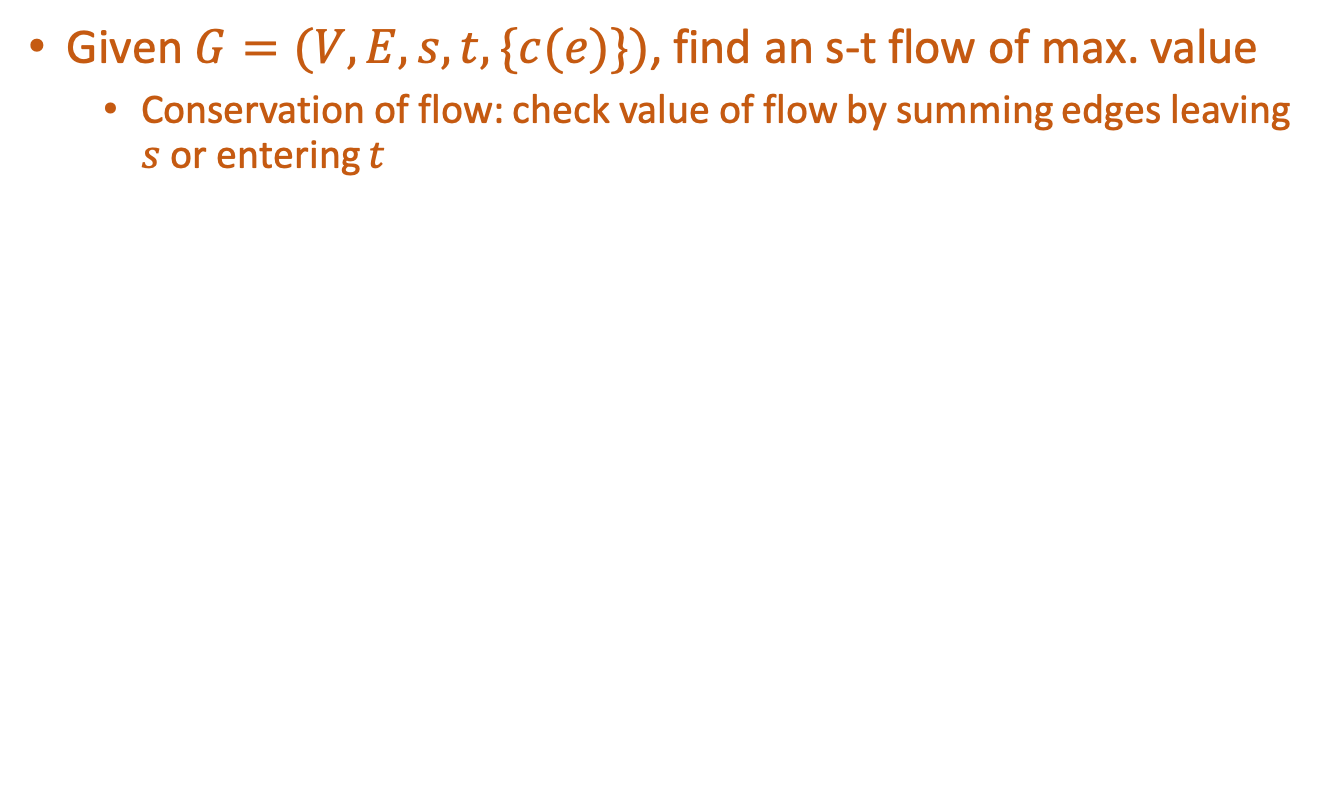 • Given 𝐺 = (𝑉, 𝐸, 𝑠, 𝑡, {𝑐(𝑒)}), find an s-t flow of max. value
• Conservation of flow: check value of flow by summing edges leaving
𝑠 or entering 𝑡